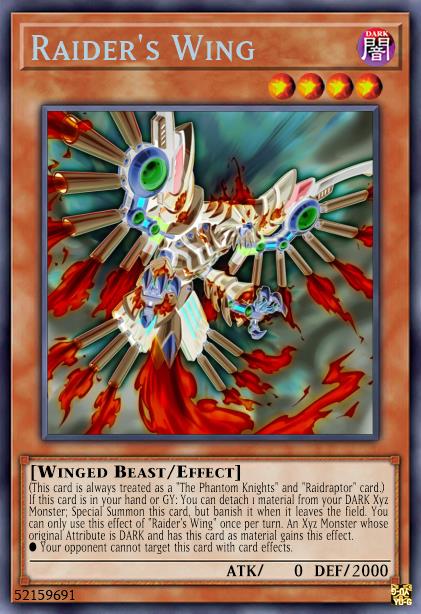 Raider's Wing
DARK
闇
[Winged Beast/Effect]
(This card is always treated as a "The Phantom Knights" and "Raidraptor" card.)
If this card is in your hand or GY: You can detach 1 material from your DARK Xyz
Monster; Special Summon this card, but banish it when it leaves the field. You
can only use this effect of "Raider's Wing" once per turn. An Xyz Monster whose
original Attribute is DARK and has this card as material gains this effect.
● Your opponent cannot target this card with card effects.
ATK/ 0 DEF/2000
52159691